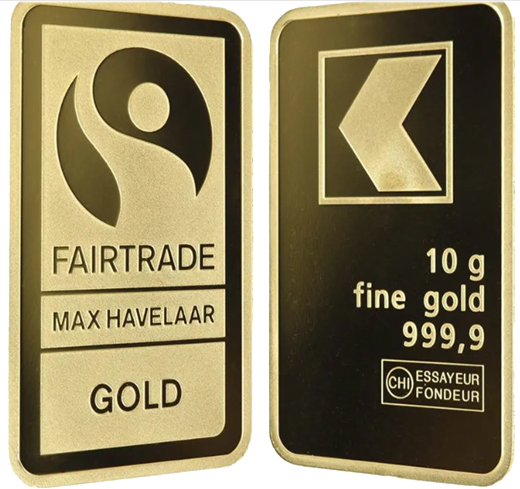 FAIRTRADE
MAX HAVELAAR
GOLD
10 g
fine gold
999,9
CHI ESSAYEUR
FONDEUR